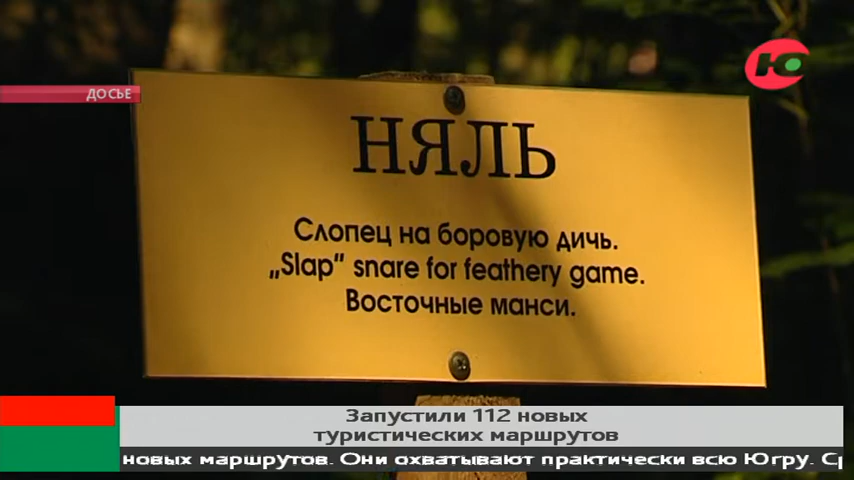 Ю
ДОСЬЕ
НЯЛЬ
Слопец на боровую дичь.
„Slap“ snare for feathery game.
Восточные манси.
Запустили 112 новых
туристических маршрутов
новых маршрутов. Они охватывают практически всю Югру. Ср